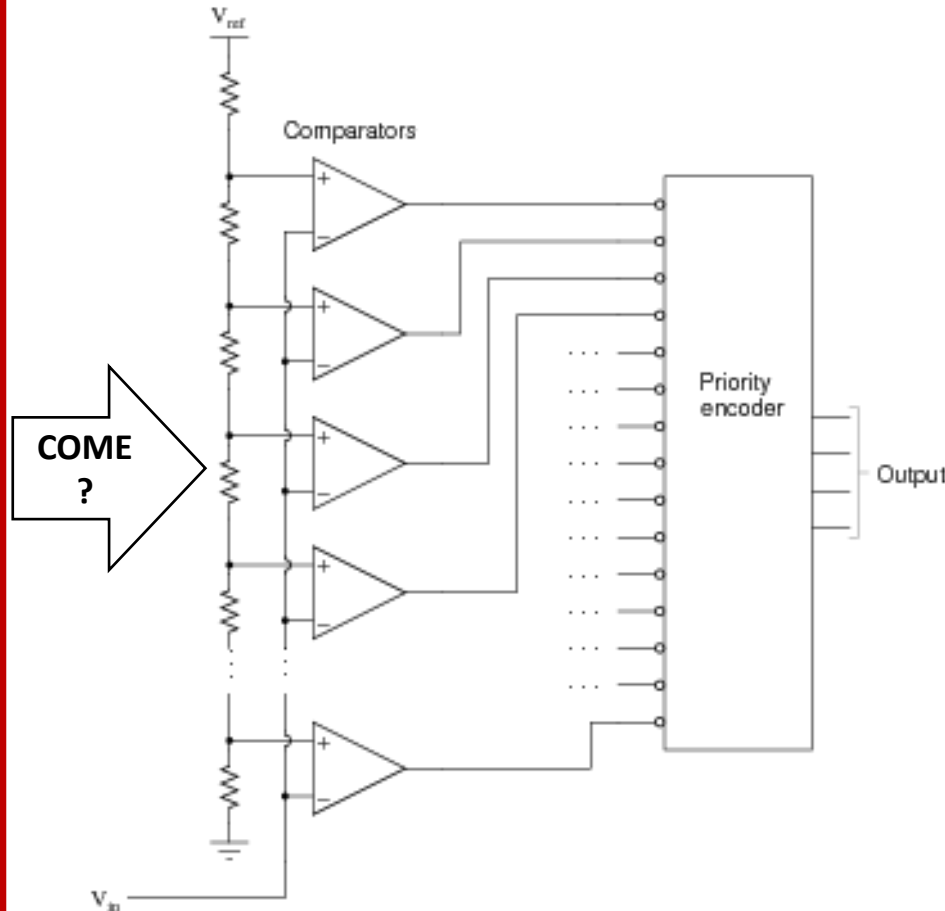 Vref
Comparators
+
−
+
−
COME
?
+
−
+
−
+
−
. . .
. . .
. . .
. . .
. . .
. . .
. . .
. . .
. . .
. . .
Priority
encoder
Output
Vin